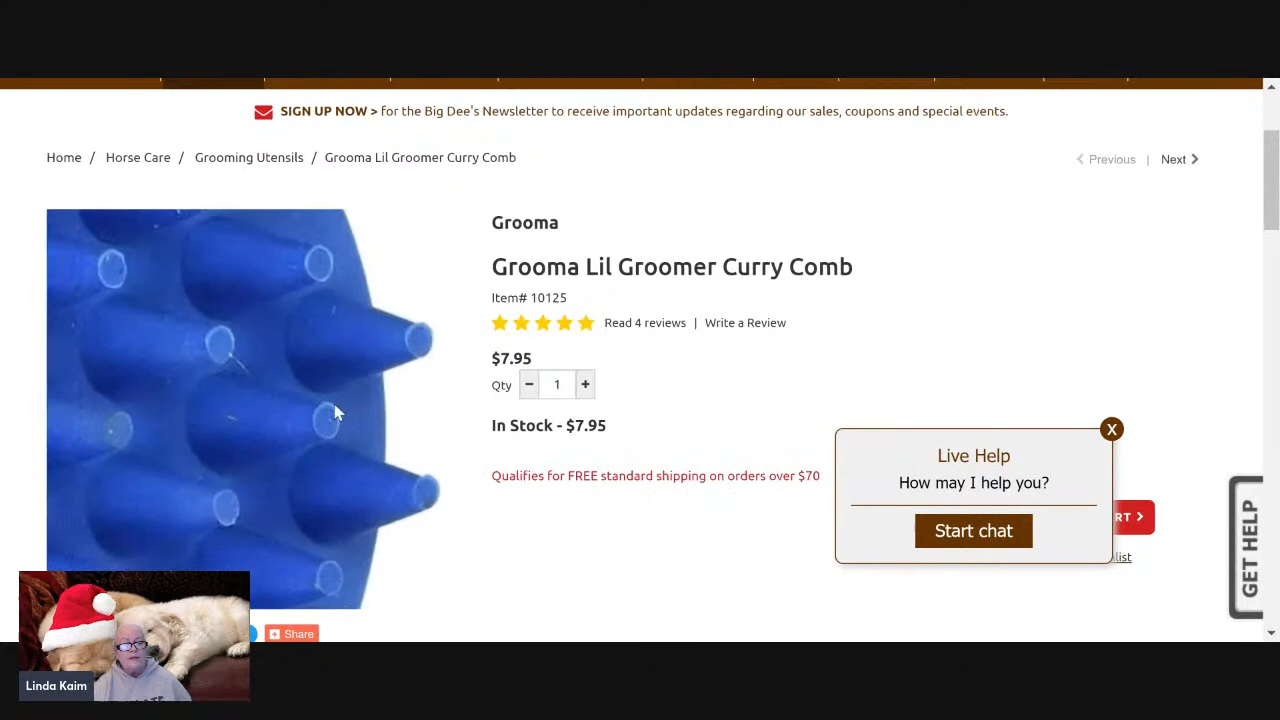 SIGN UP NOW > for the Big Dee's Newsletter to receive important updates regarding our sales, coupons and special events.
Home / Horse Care / Grooming Utensils / Grooma Lil Groomer Curry Comb
Previous | Next
Grooma
Grooma Lil Groomer Curry Comb
Item# 10125
Read 4 reviews | Write a Review
$7.95
Qty - 1 +
In Stock - $7.95
Qualifies for FREE standard shipping on orders over $70
X
Live Help
How may I help you?
Start chat
RT
list
GET HELP
Share
Linda Kaim